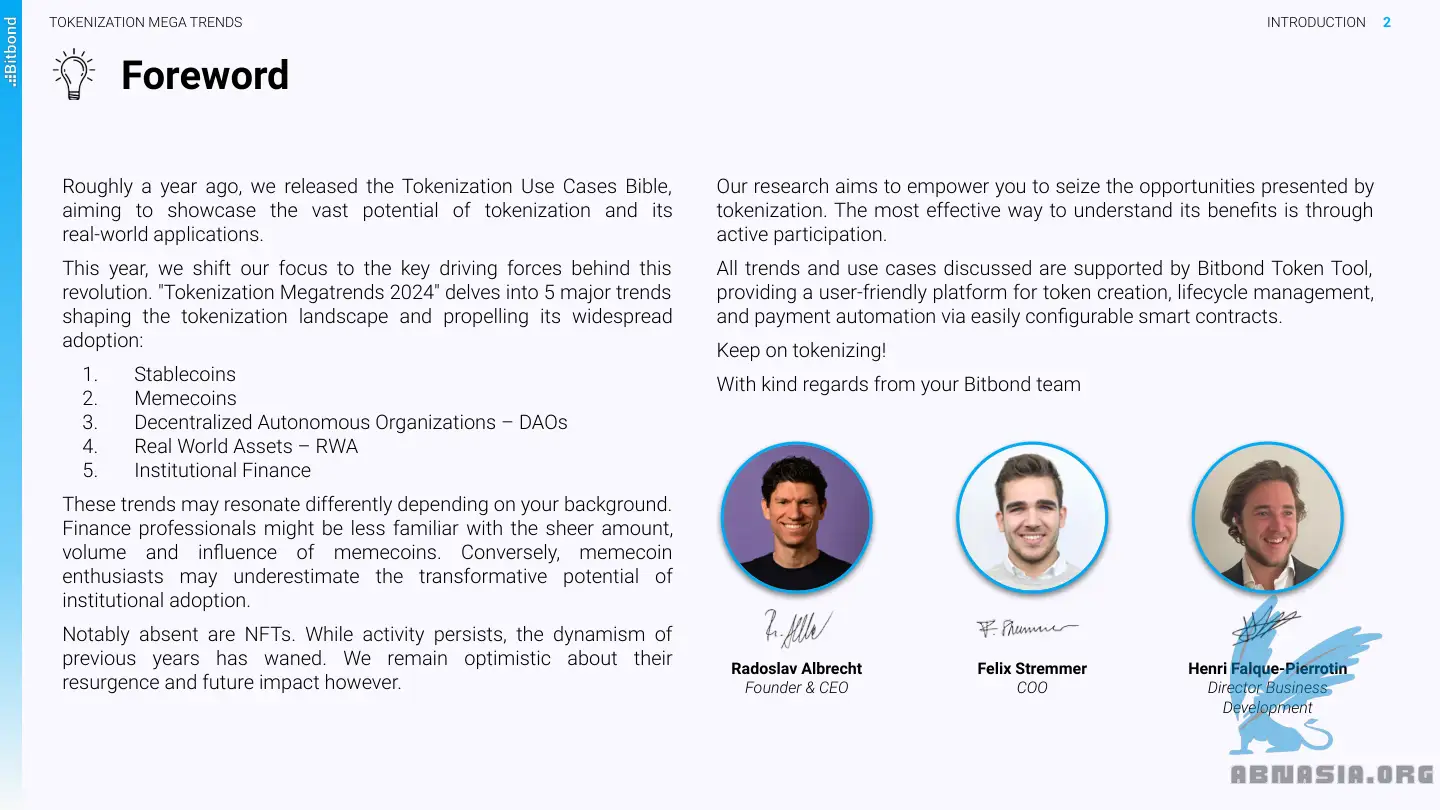 Bitbond
TOKENIZATION MEGA TRENDS
INTRODUCTION 2
Foreword
Roughly a year ago, we released the Tokenization Use Cases Bible,
aiming to showcase the vast potential of tokenization and its
real-world applications.
This year, we shift our focus to the key driving forces behind this
revolution. "Tokenization Megatrends 2024" delves into 5 major trends
shaping the tokenization landscape and propelling its widespread
adoption:
1. Stablecoins
2. Memecoins
3. Decentralized Autonomous Organizations – DAOs
4. Real World Assets – RWA
5. Institutional Finance
These trends may resonate differently depending on your background.
Finance professionals might be less familiar with the sheer amount,
volume and influence of memecoins. Conversely, memecoin
enthusiasts may underestimate the transformative potential of
institutional adoption.
Notably absent are NFTs. While activity persists, the dynamism of
previous years has waned. We remain optimistic about their
resurgence and future impact however.
Our research aims to empower you to seize the opportunities presented by
tokenization. The most effective way to understand its benefits is through
active participation.
All trends and use cases discussed are supported by Bitbond Token Tool,
providing a user-friendly platform for token creation, lifecycle management,
and payment automation via easily configurable smart contracts.
Keep on tokenizing!
With kind regards from your Bitbond team
F. Stremmer
Radoslav Albrecht
Founder & CEO
Felix Stremmer
COO
Henri Falque-Pierrotin
Director Business
Development
ABNASIA.ORG